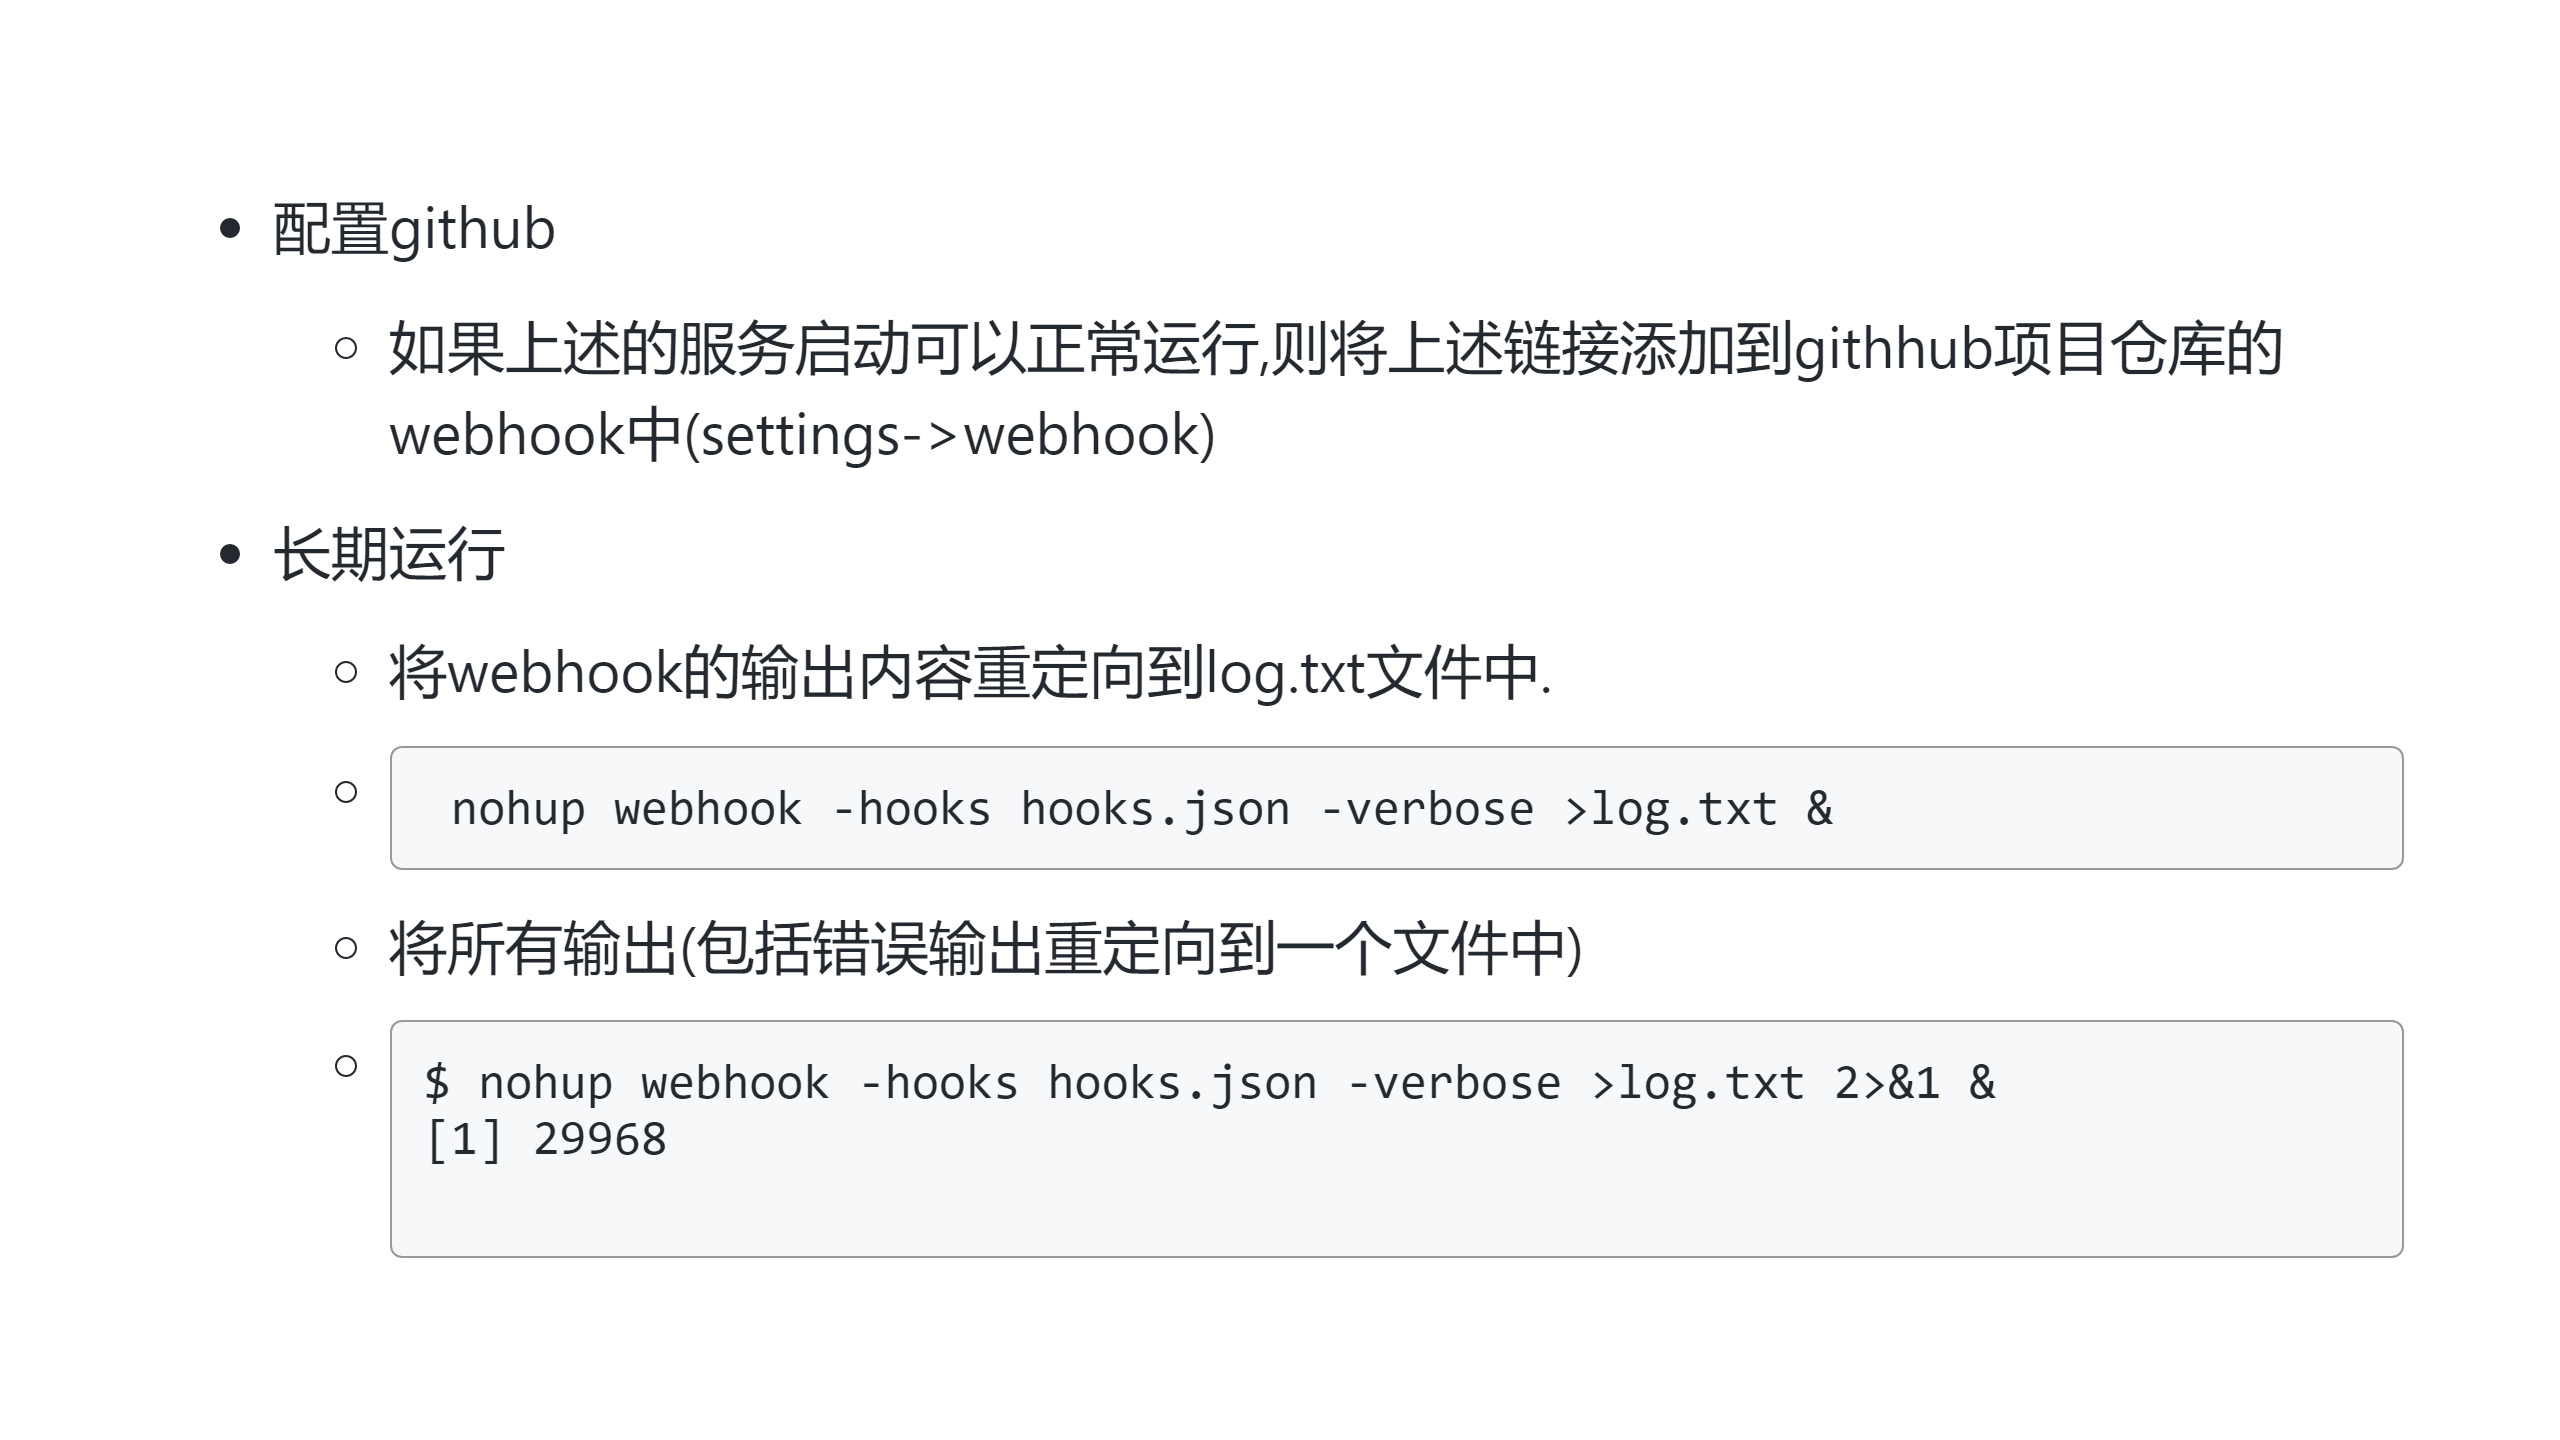 配置github
如果上述的服务启动可以正常运行,则将上述链接添加到githhub项目仓库的
webhook中(settings->webhook)
长期运行
将webhook的输出内容重定向到log.txt文件中.
nohup webhook -hooks hooks.json -verbose >log.txt &
将所有输出(包括错误输出重定向到一个文件中)
$ nohup webhook -hooks hooks.json -verbose >log.txt 2>&1 &
[1] 29968